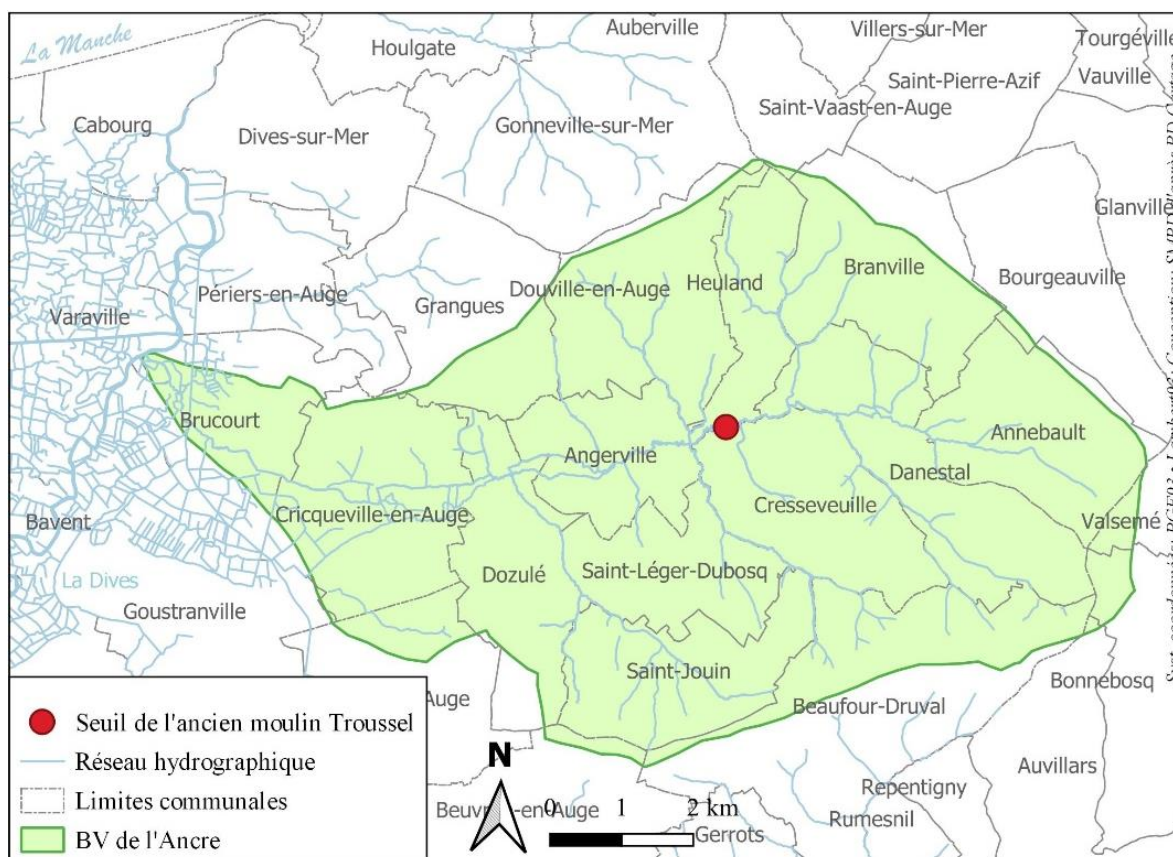 La Manche
Houlgate
Auberville
Villers-sur-Mer
Tourgéville
Vauville
Saint-Pierre-Azif
Saint-Vaast-en-Auge
Cabourg
Dives-sur-Mer
Gonneville-sur-Mer
Glanville
Branville
Bourgeauville
Périers-en-Auge
Grangues
Douville-en-Auge
Heuland
Varaville
Brucourt
Angerville
Annebault
Danestal
Cresseveuille
Cricqueville-en-Auge
Bavent
Valsemé
La Dives
Dozulé
Saint-Léger-Dubosq
Goustranville
Saint-Jouin
Bonnebosq
Beaufour-Druval
Auge
Auvillars
Repentigny
Rumesnil
Gerrots
en-Auge
Seuil de l'ancien moulin Troussel
Réseau hydrographique
Limites communales
BV de l'Ancre
N
0 1 2 km